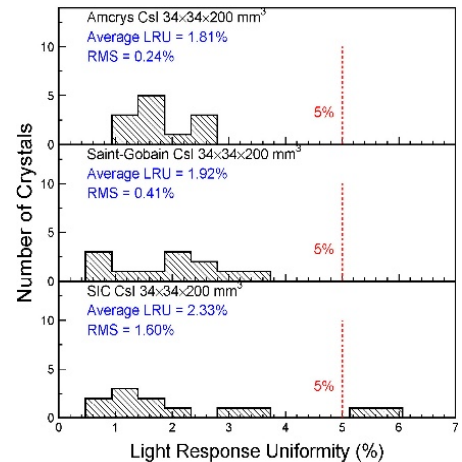 Amcrys CsI 34×34×200 mm³
Average LRU = 1.81%
RMS = 0.24%
10
5
0
5%
Saint-Gobain CsI 34×34×200 mm³
Average LRU = 1.92%
RMS = 0.41%
10
5
0
5%
SIC CsI 34×34×200 mm³
Average LRU = 2.33%
RMS = 1.60%
10
5
0
5%
Number of Crystals
0 1 2 3 4 5 6 7
Light Response Uniformity (%)